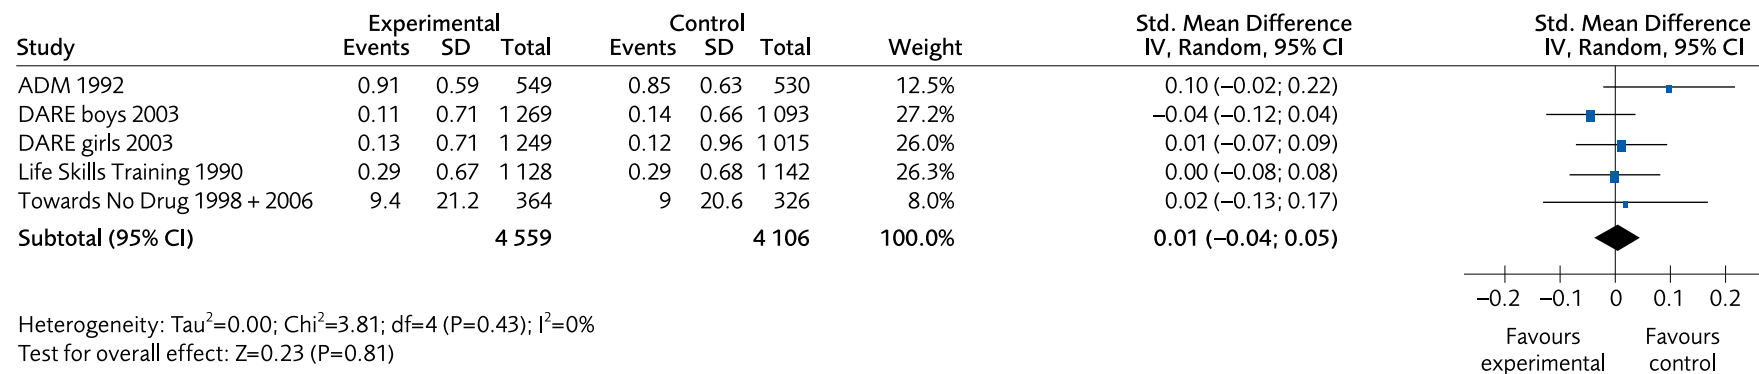 Experimental Control Std. Mean Difference Std. Mean Difference
Study Events SD Total Events SD Total Weight IV, Random, 95% CI IV, Random, 95% CI
ADM 1992 0.91 0.59 549 0.85 0.63 530 12.5% 0.10 (–0.02; 0.22)
DARE boys 2003 0.11 0.71 1 269 0.14 0.66 1 093 27.2% –0.04 (–0.12; 0.04)
DARE girls 2003 0.13 0.71 1 249 0.12 0.96 1 015 26.0% 0.01 (–0.07; 0.09)
Life Skills Training 1990 0.29 0.67 1 128 0.29 0.68 1 142 26.3% 0.00 (–0.08; 0.08)
Towards No Drug 1998 + 2006 9.4 21.2 364 9 20.6 326 8.0% 0.02 (–0.13; 0.17)
Subtotal (95% CI) 4 559 4 106 100.0% 0.01 (–0.04; 0.05)
–0.2 –0.1 0 0.1 0.2
Heterogeneity: Tau²=0.00; Chi²=3.81; df=4 (P=0.43); I²=0%
Test for overall effect: Z=0.23 (P=0.81)
Favours Favours
experimental control